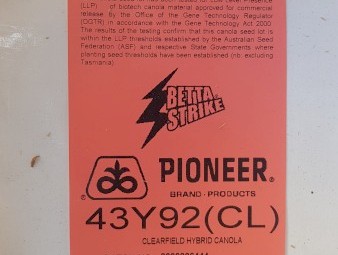 (LLP) of biotech canola material approved for commercial
release by the Office of the Gene Technology Regulator
(OGTR) in accordance with the Gene Technology Act 2000.
The results of the testing confirm that this canola seed lot is
within the LLP thresholds established by the Australian Seed
Federation (ASF) and respective State Governments where
planting seed thresholds have been established (nb: excluding
Tasmania)
BETTA
STRIKE
PIONEER®
BRAND · PRODUCTS
43Y92(CL)
CLEARFIELD HYBRID CANOLA